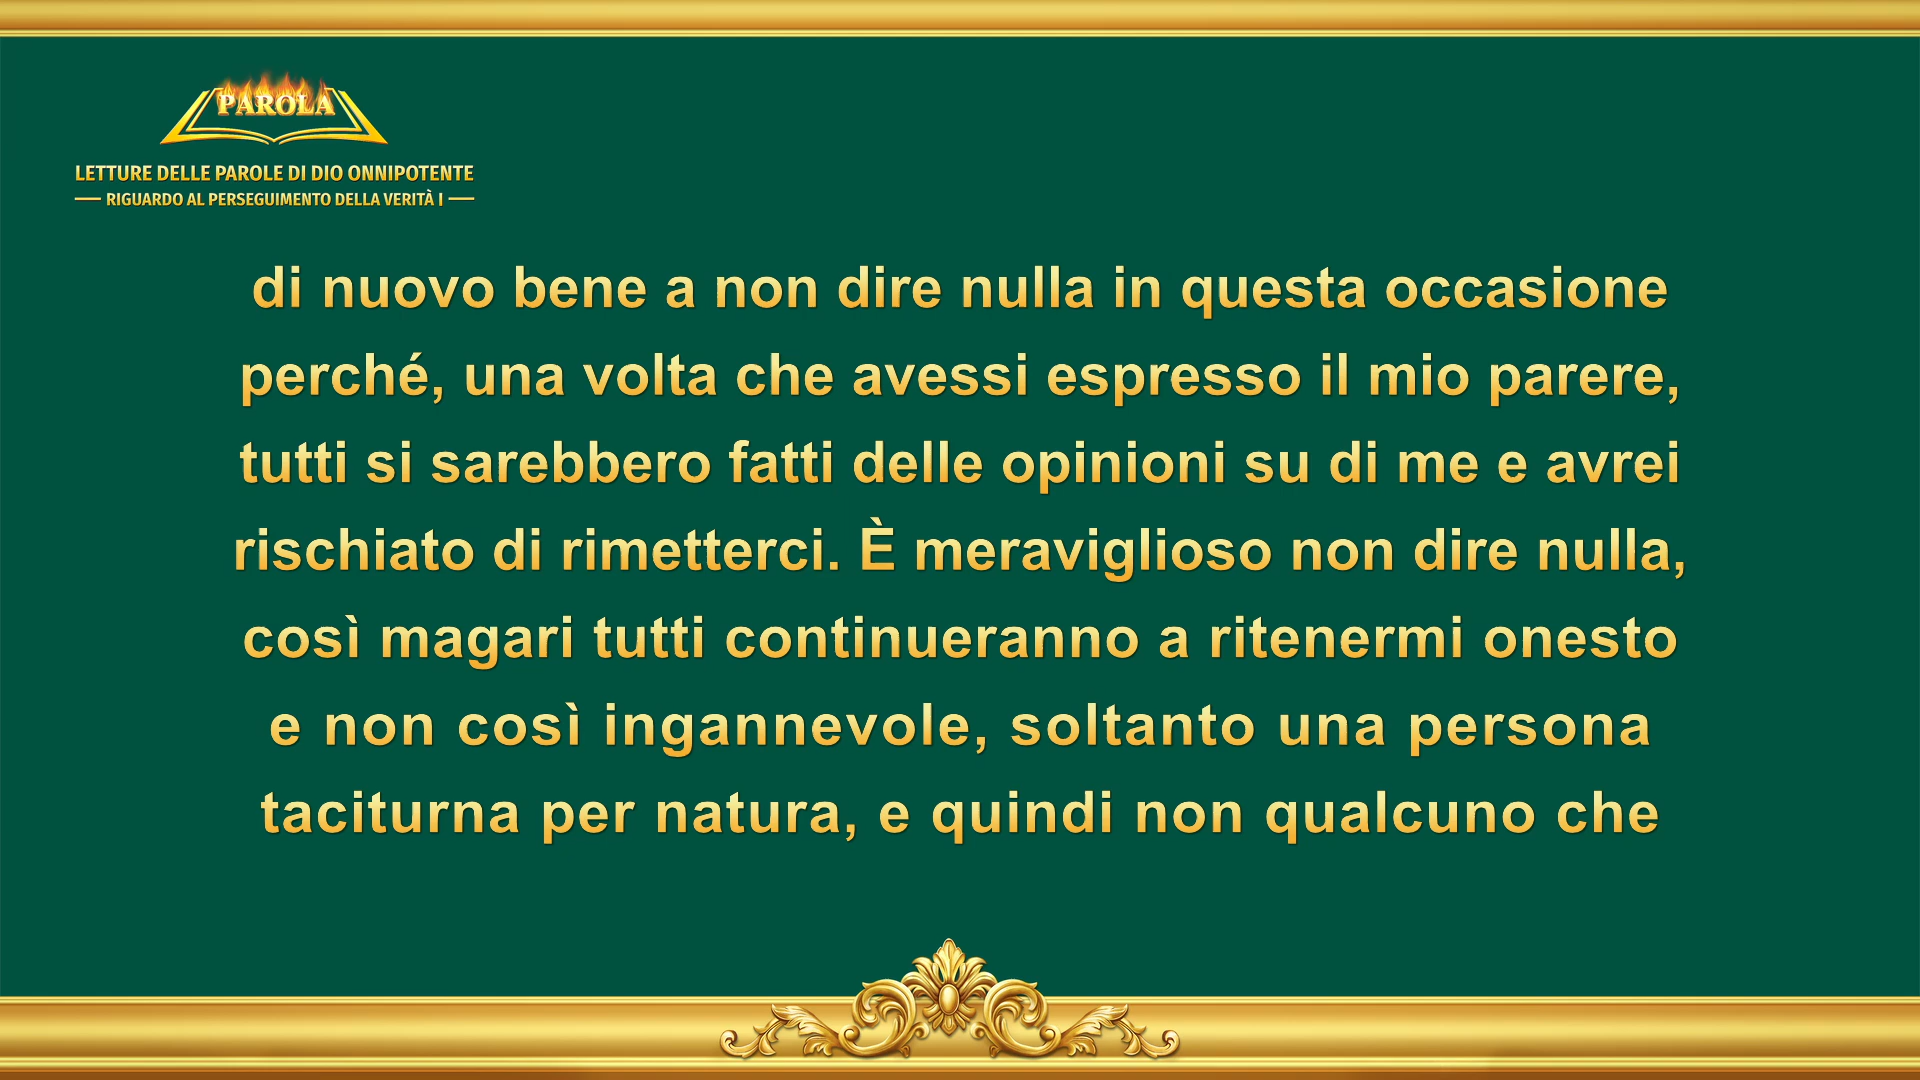 PAROLA
LETTURE DELLE PAROLE DI DIO ONNIPOTENTE
RIGUARDO AL PERSEGUIMENTO DELLA VERITÀ I
di nuovo bene a non dire nulla in questa occasione
perché, una volta che avessi espresso il mio parere,
tutti si sarebbero fatti delle opinioni su di me e avrei
rischiato di rimetterci. È meraviglioso non dire nulla,
così magari tutti continueranno a ritenermi onesto
e non così ingannevole, soltanto una persona
taciturna per natura, e quindi non qualcuno che